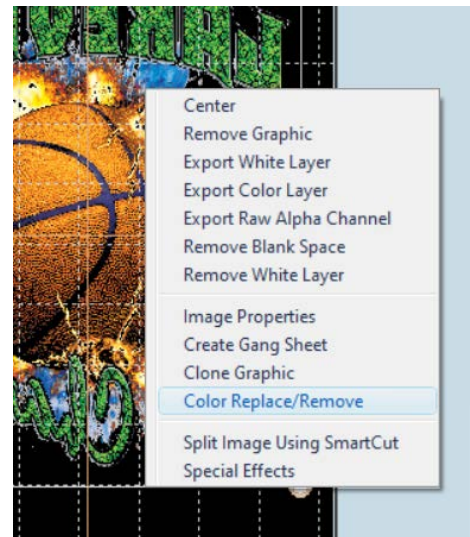 Center
Remove Graphic
Export White Layer
Export Color Layer
Export Raw Alpha Channel
Remove Blank Space
Remove White Layer
Image Properties
Create Gang Sheet
Clone Graphic
Color Replace/Remove
Split Image Using SmartCut
Special Effects